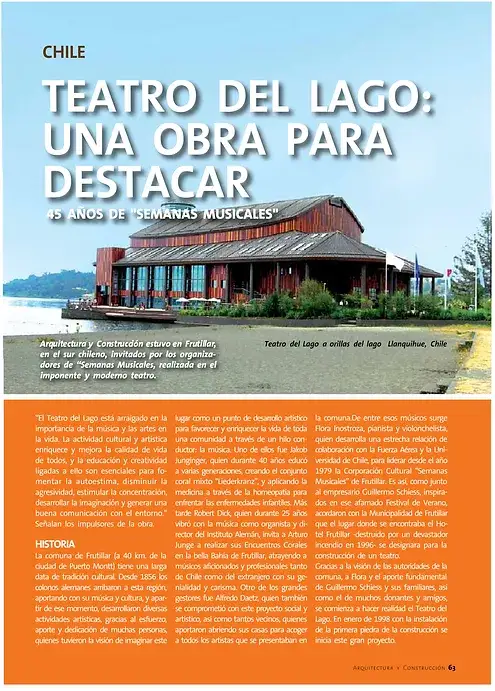 CHILE
TEATRO DEL LAGO:
UNA OBRA PARA
DESTACAR
45 AÑOS DE "SEMANAS MUSICALES"
Arquitectura y Construcción estuvo en Frutillar,
en el sur chileno, invitados por los organiza-
dores de "Semanas Musicales, realizada en el
imponente y moderno teatro.
Teatro del Lago a orillas del lago Llanquihue, Chile
"El Teatro del Lago está arraigado en la
importancia de la música y las artes en
la vida. La actividad cultural y artística
enriquece y mejora la calidad de vida
de todos, y la educación y creatividad
ligadas a ello son esenciales para fo-
mentar la autoestima, disminuir la
agresividad, estimular la concentración,
desarrollar la imaginación y generar una
buena comunicación con el entorno."
Señalan los impulsores de la obra.
HISTORIA
La comuna de Frutillar (a 40 km. de la
ciudad de Puerto Montt) tiene una larga
data de tradición cultural. Desde 1856 los
colonos alemanes arribaron a esta región,
aportando con su música y cultura, y apar-
tir de ese momento, desarrollaron diversas
actividades artísticas, gracias al esfuerzo,
aporte y dedicación de muchas personas,
quienes tuvieron la visión de imaginar este
lugar como un punto de desarrollo artístico
para favorecer y enriquecer la vida de toda
una comunidad a través de un hilo con-
ductor: la música. Uno de ellos fue Jakob
Junginger, quien durante 40 años educó
a varias generaciones, creando el conjunto
coral mixto "Liederkranz", y aplicando la
medicina a través de la homeopatía para
enfrentar las enfermedades infantiles. Más
tarde Robert Dick, quien durante 25 años
vibró con la música como organista y di-
rector del instituto Alemán, invita a Arturo
Junge a realizar sus Encuentros Corales
en la bella Bahía de Frutillar, atrayendo a
músicos aficionados y profesionales tanto
de Chile como del extranjero con su ge-
nialidad y carisma. Otro de los grandes
gestores fue Alfredo Daetz, quien también
se comprometió con este proyecto social y
artístico, así como tantos vecinos, quienes
aportaron abriendo sus casas para acoger
a todos los artistas que se presentaban en
la comuna.De entre esos músicos surge
Flora Inostroza, pianista y violonchelista,
quien desarrolla una estrecha relación de
colaboración con la Fuerza Aérea y la Uni-
versidad de Chile, para liderar desde el año
1979 la Corporación Cultural "Semanas
Musicales" de Frutillar. Es así, como junto
al empresario Guillermo Schiess, inspira-
dos en ese afamado Festival de Verano,
acordaron con la Municipalidad de Frutillar
que el lugar donde se encontraba el Ho-
tel Frutillar -destruido por un devastador
incendio en 1996- se designara para la
construcción de un teatro.
Gracias a la visión de las autoridades de la
comuna, a Flora y el aporte fundamental
de Guillermo Schiess y sus familiares, así
como el de muchos donantes y amigos,
se comienza a hacer realidad el Teatro del
Lago. En enero de 1998 con la instalación
de la primera piedra de la construcción se
inicia este gran proyecto.
ARQUITECTURA Y CONSTRUCCIÓN 63